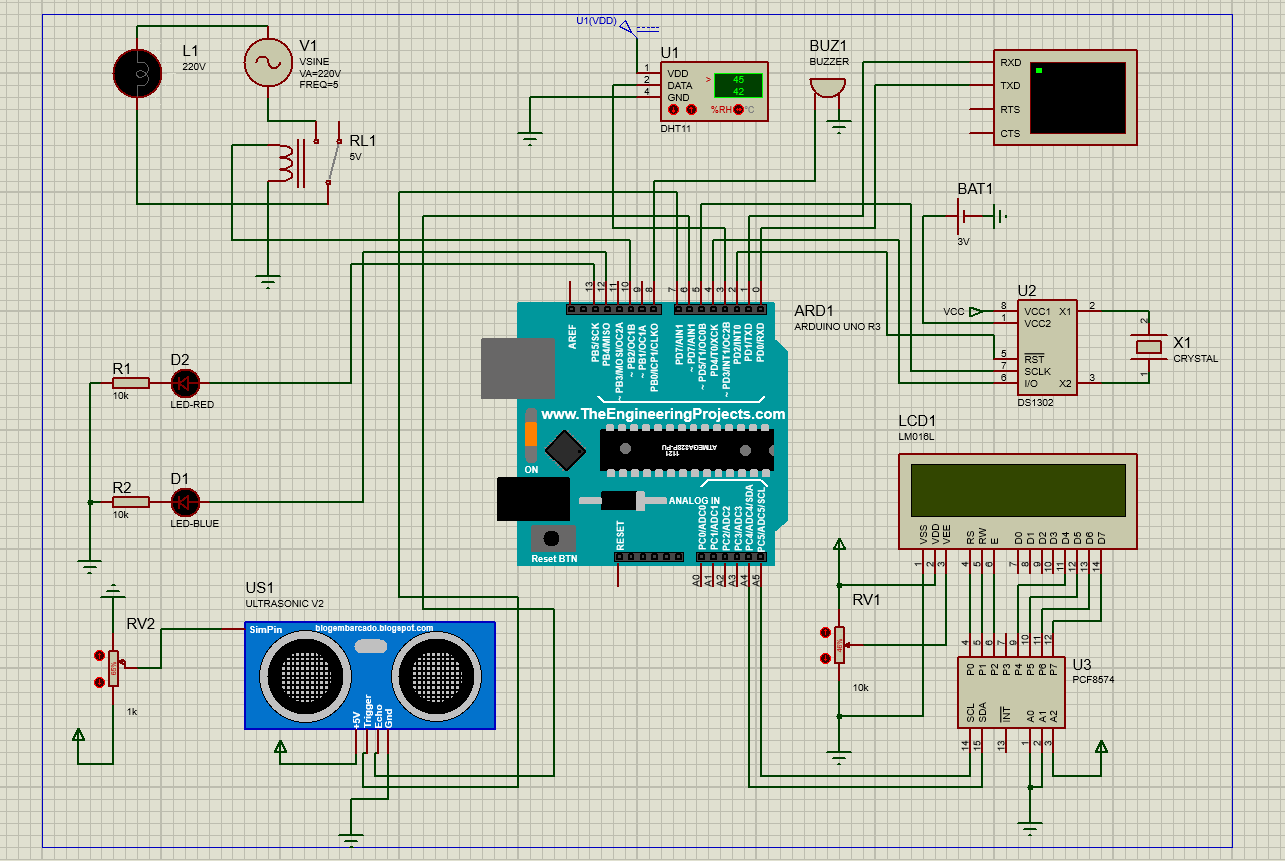 L1
220V
V1
VSINE
VA=220V
FREQ=5
RL1
5V
U1(VDD)
U1
1
2
4
VDD
DATA
GND
>
45
42
%RH
°C
DHT11
BUZ1
BUZZER
RXD
TXD
RTS
CTS
BAT1
3V
U2
VCC
8
1
5
7
6
VCC1
VCC2
RST
SCLK
I/O
X1
X2
2
3
DS1302
2
1
X1
CRYSTAL
13
12
11
10
9
8
7
6
5
4
3
2
1
0
AREF
PB5/SCK
PB4/MISO
~ PB3/MOSI/OC2A
~ PB2/OC1B
~ PB1/OC1A
PB0/ICP1/CLKO
PD7/AIN1
~ PD7/AIN1
~ PD5/T1/OC0B
PD4/T0/XCK
~ PD3/INT1/OC2B
PD2/INT0
PD1/TXD
PD0/RXD
ARD1
ARDUINO UNO R3
www.TheEngineeringProjects.com
ATMEGA328P-PU
1121
ON
ANALOG IN
RESET
Reset BTN
PC0/ADC0
PC1/ADC1
PC2/ADC2
PC3/ADC3
PC4/ADC4/SDA
PC5/ADC5/SCL
A0
A1
A2
A3
A4
A5
R1
10k
D2
LED-RED
R2
10k
D1
LED-BLUE
LCD1
LM016L
VSS
VDD
VEE
RS
RW
E
D0
D1
D2
D3
D4
D5
D6
D7
1
2
3
4
5
6
7
8
9
10
11
12
13
14
RV2
1k
US1
ULTRASONIC V2
SimPin
blogembarcado.blogspot.com
+5V
Trigger
Echo
Gnd
RV1
10k
4
5
6
7
9
10
11
12
P0
P1
P2
P3
P4
P5
P6
P7
U3
PCF8574
SCL
SDA
INT
A0
A1
A2
14
15
13
1
2
3